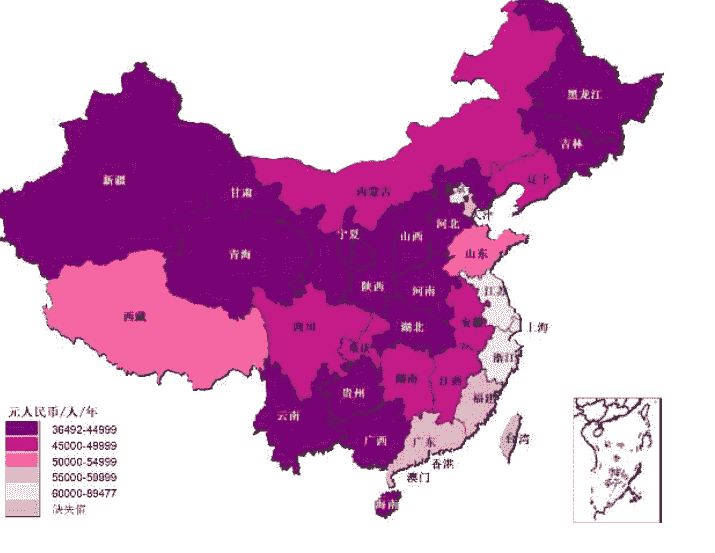 黑龙江
吉林
辽宁
新疆
甘肃
内蒙古
宁夏
山西
河北
山东
青海
陕西
河南
江苏
西藏
四川
湖北
安徽
上海
重庆
浙江
湖南
江西
贵州
福建
云南
广西
广东
台湾
香港
澳门
海南
元人民币/人/年
36492-44999
45000-49999
50000-54999
55000-59999
60000-89477
缺失值